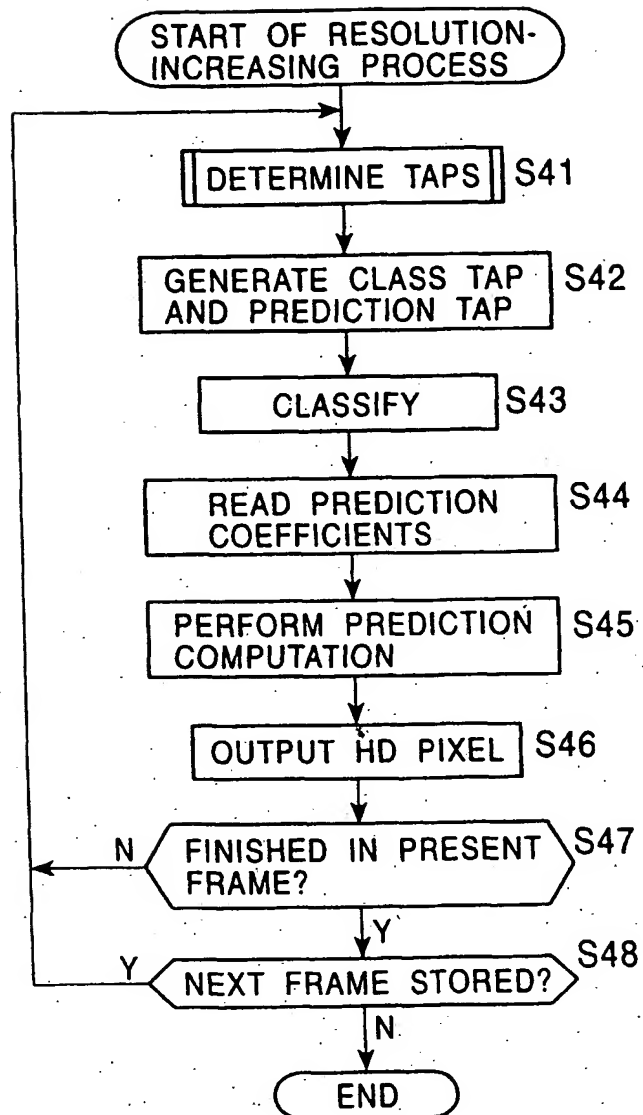 START OF RESOLUTION-
INCREASING PROCESS
DETERMINE TAPS S41
GENERATE CLASS TAP S42
AND PREDICTION TAP
CLASSIFY S43
READ PREDICTION S44
COEFFICIENTS
PERFORM PREDICTION S45
COMPUTATION
OUTPUT HD PIXEL S46
N FINISHED IN PRESENT S47
FRAME?
Y
Y NEXT FRAME STORED? S48
N
END